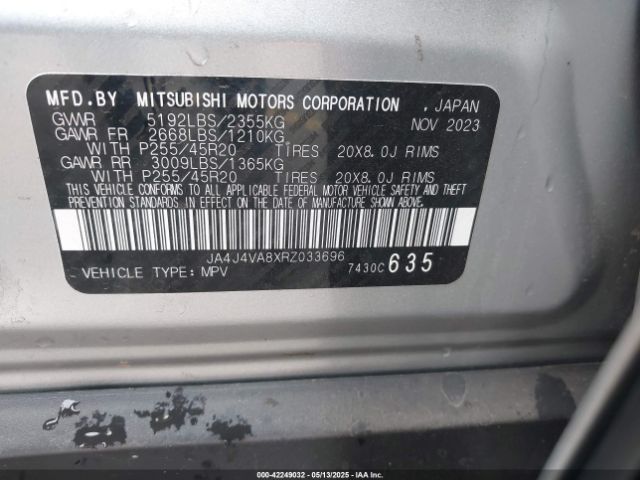 MFD.BY MITSUBISHI MOTORS CORPORATION . JAPAN
GVWR 5192LBS/2355KG NOV 2023
GAWR FR 2668LBS/1210KG
WITH P255/45R20 TIRES 20X8.0J RIMS
GAWR RR 3009LBS/1365KG
WITH P255/45R20 TIRES 20X8.0J RIMS
THIS VEHICLE CONFORMS TO ALL APPLICABLE FEDERAL MOTOR VEHICLE SAFETY AND THEFT
PREVENTION STANDARDS IN EFFECT ON THE DATE OF MANUFACTURE SHOWN ABOVE.
JA4J4VA8XRZ033696
VEHICLE TYPE: MPV 7430C 635
000-42249032 - 05/13/2025 - IAAI CORP.